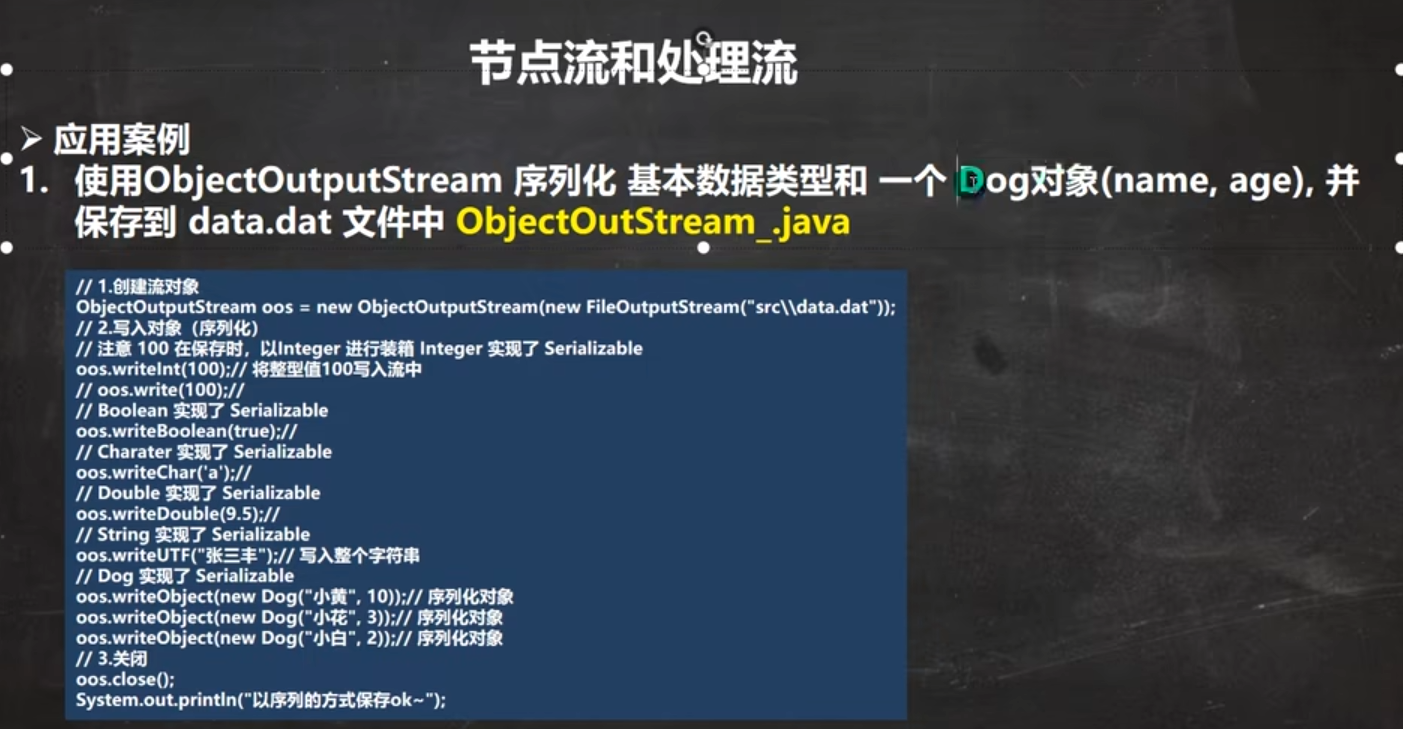 节点流和处理流
➢ 应用案例
1. 使用ObjectOutputStream 序列化 基本数据类型和 一个 Dog对象(name, age), 并
保存到 data.dat 文件中 ObjectOutStream_.java
// 1.创建流对象
ObjectOutputStream oos = new ObjectOutputStream(new FileOutputStream("src\\data.dat"));
// 2.写入对象（序列化）
// 注意 100 在保存时，以Integer 进行装箱 Integer 实现了 Serializable
oos.writeInt(100);// 将整型值100写入流中
// oos.write(100);//
// Boolean 实现了 Serializable
oos.writeBoolean(true);//
// Charater 实现了 Serializable
oos.writeChar('a');//
// Double 实现了 Serializable
oos.writeDouble(9.5);//
// String 实现了 Serializable
oos.writeUTF("张三丰");// 写入整个字符串
// Dog 实现了 Serializable
oos.writeObject(new Dog("小黄", 10));// 序列化对象
oos.writeObject(new Dog("小花", 3));// 序列化对象
oos.writeObject(new Dog("小白", 2));// 序列化对象
// 3.关闭
oos.close();
System.out.println("以序列的方式保存ok~");